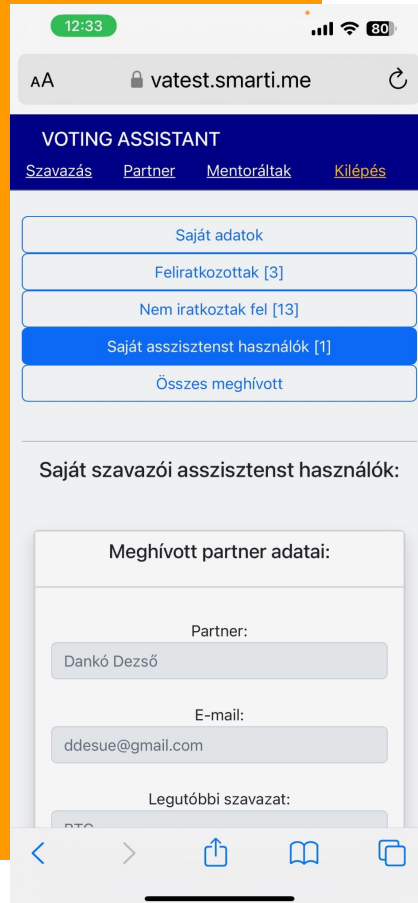 12:33
80
AA
vatest.smarti.me
VOTING ASSISTANT
Szavazás Partner Mentoráltak Kilépés
Saját adatok
Feliratkozottak [3]
Nem iratkoztak fel [13]
Saját asszisztenst használók [1]
Összes meghívott
Saját szavazói asszisztenst használók:
Meghívott partner adatai:
Partner:
Dankó Dezső
E-mail:
ddesue@gmail.com
Legutóbbi szavazat: